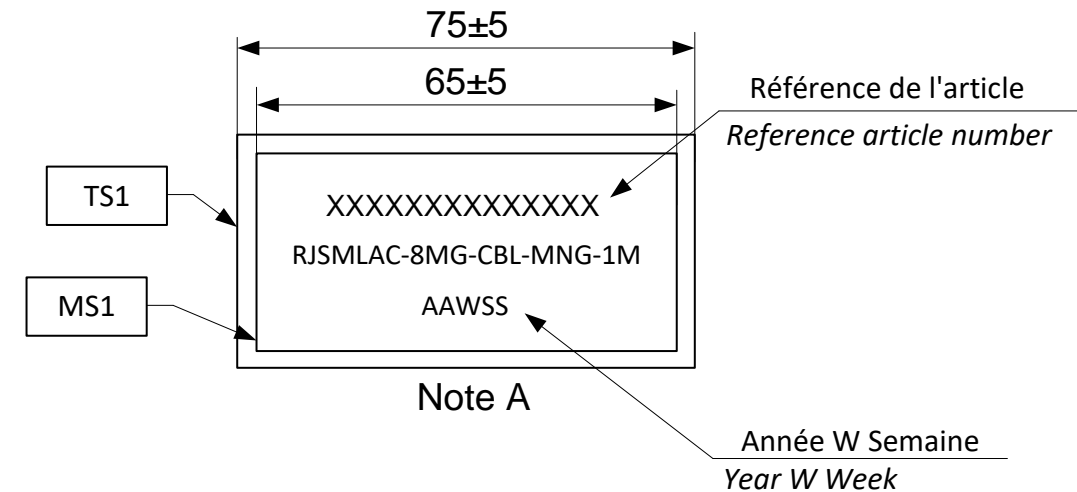 75±5
65±5
Référence de l'article
Reference article number
TS1
XXXXXXXXXXXXXX
RJSMLAC-8MG-CBL-MNG-1M
MS1
AAWSS
Note A
Année W Semaine
Year W Week